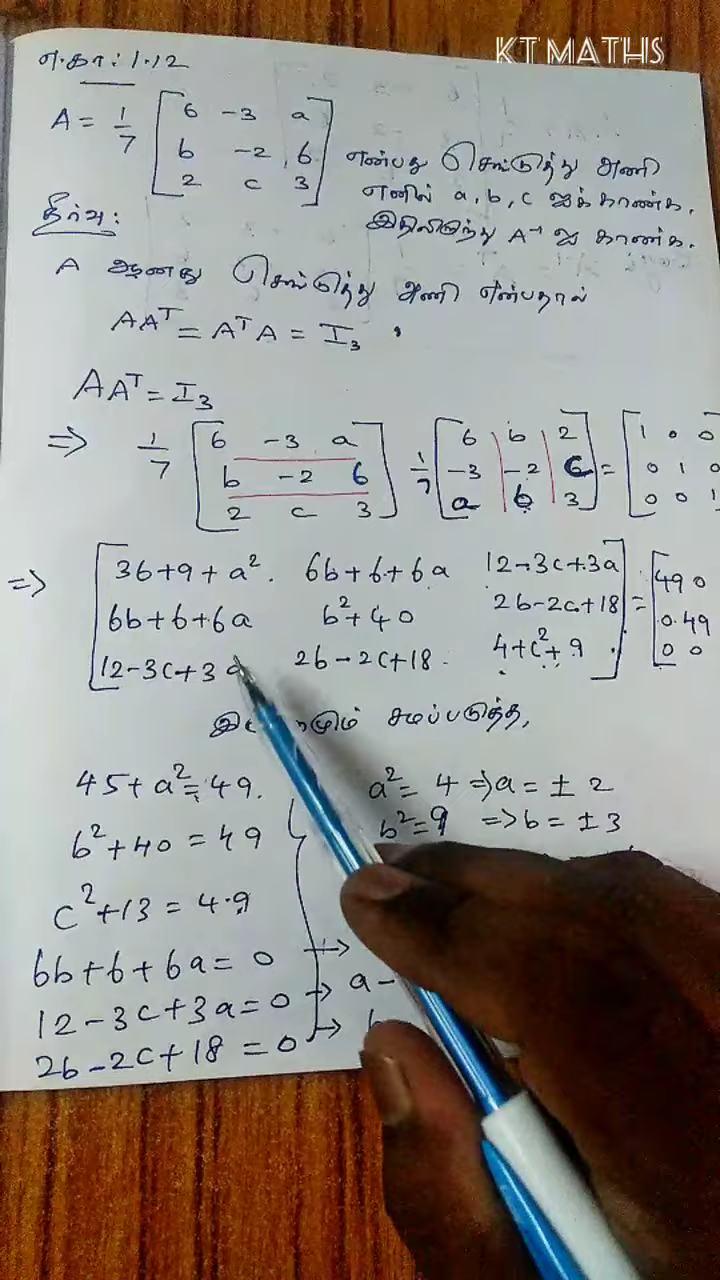 KT MATHS
எ.கா: 1.12
A = 1/7 [ 6 -3 a
b -2 6
2 c 3 ] என்பது செங்குத்து அணி
எனில் a, b, c ஐக் காண்க.
இதிலிருந்து A⁻¹ ஐ காண்க.
தீர்வு:
A ஆனது செங்குத்து அணி என்பதால்
AAᵀ = AᵀA = I₃
AAᵀ = I₃
⇒ 1/7 [ 6 -3 a ] 1/7 [ 6 b 2 ] = [ 1 0 0
b -2 6 -3 -2 c 0 1 0
2 c 3 a 6 3 0 0 1
⇒ [ 36+9+a². 6b+6+6a 12-3c+3a ] = [ 49 0
6b+6+6a b²+40 2b-2c+18 0 49
12-3c+3a 2b-2c+18 4+c²+9 0 0
சமப்படுத்த,
45+a² = 49. a² = 4 ⇒ a = ±2
b²+40 = 49 b² = 9 ⇒ b = ±3
c²+13 = 49
6b+6+6a = 0 →
12-3c+3a = 0 → a -
2b-2c+18 = 0 →